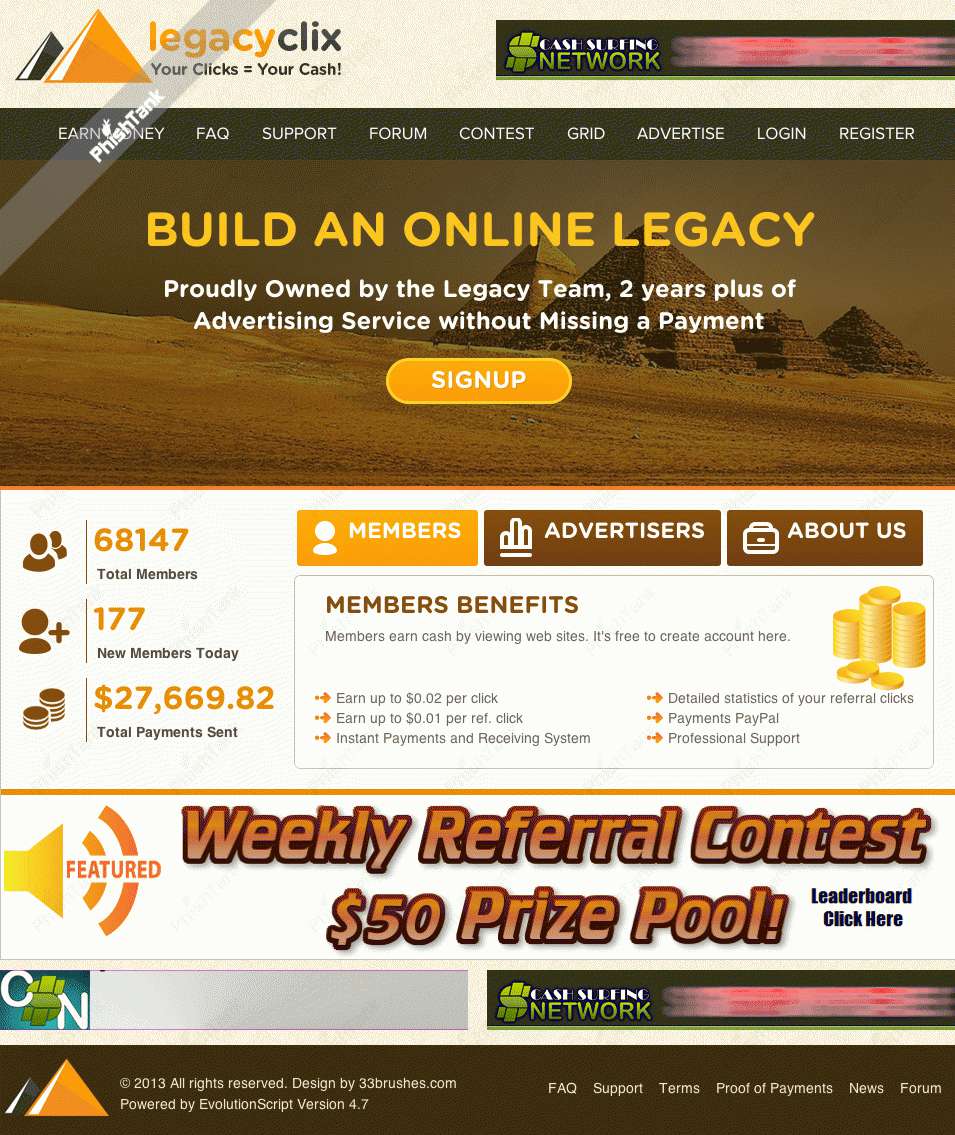 legacyclix
Your Clicks = Your Cash!
CASH SURFING
NETWORK
PhishTank
EARN MONEY FAQ SUPPORT FORUM CONTEST GRID ADVERTISE LOGIN REGISTER
BUILD AN ONLINE LEGACY
Proudly Owned by the Legacy Team, 2 years plus of
Advertising Service without Missing a Payment
SIGNUP
68147
Total Members
177
New Members Today
$27,669.82
Total Payments Sent
MEMBERS ADVERTISERS ABOUT US
MEMBERS BENEFITS
Members earn cash by viewing web sites. It's free to create account here.
Earn up to $0.02 per click
Earn up to $0.01 per ref. click
Instant Payments and Receiving System
Detailed statistics of your referral clicks
Payments PayPal
Professional Support
FEATURED
Weekly Referral Contest
$50 Prize Pool!
Leaderboard
Click Here
CSN
CASH SURFING
NETWORK
© 2013 All rights reserved. Design by 33brushes.com
Powered by EvolutionScript Version 4.7
FAQ Support Terms Proof of Payments News Forum